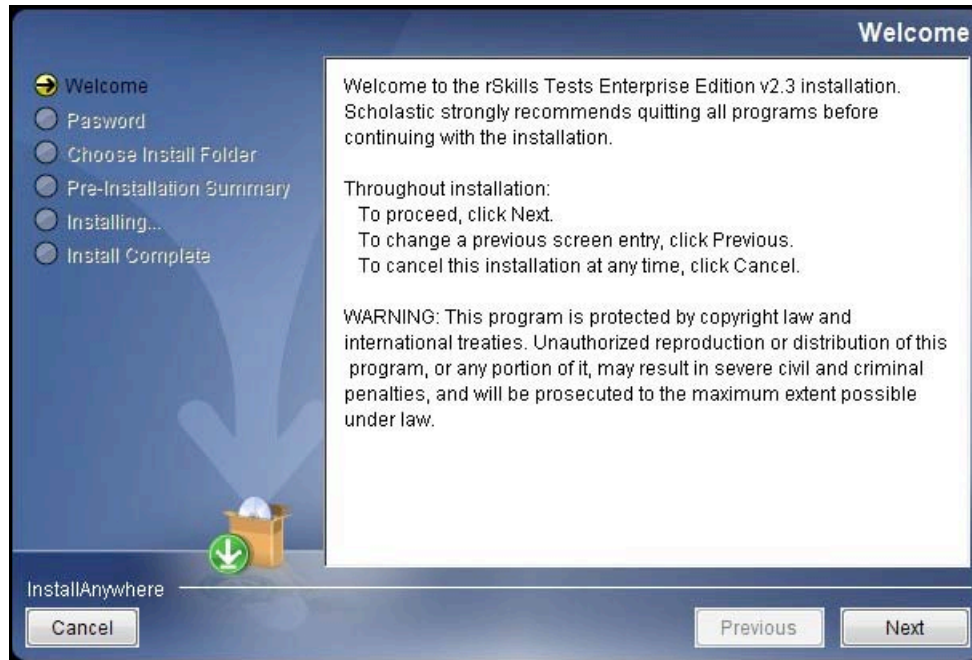 Welcome
Welcome
Pasword
Choose Install Folder
Pre-Installation Summary
Installing...
Install Complete
Welcome to the rSkills Tests Enterprise Edition v2.3 installation.
Scholastic strongly recommends quitting all programs before
continuing with the installation.
Throughout installation:
To proceed, click Next.
To change a previous screen entry, click Previous.
To cancel this installation at any time, click Cancel.
WARNING: This program is protected by copyright law and
international treaties. Unauthorized reproduction or distribution of this
program, or any portion of it, may result in severe civil and criminal
penalties, and will be prosecuted to the maximum extent possible
under law.
InstallAnywhere
Cancel
Previous
Next